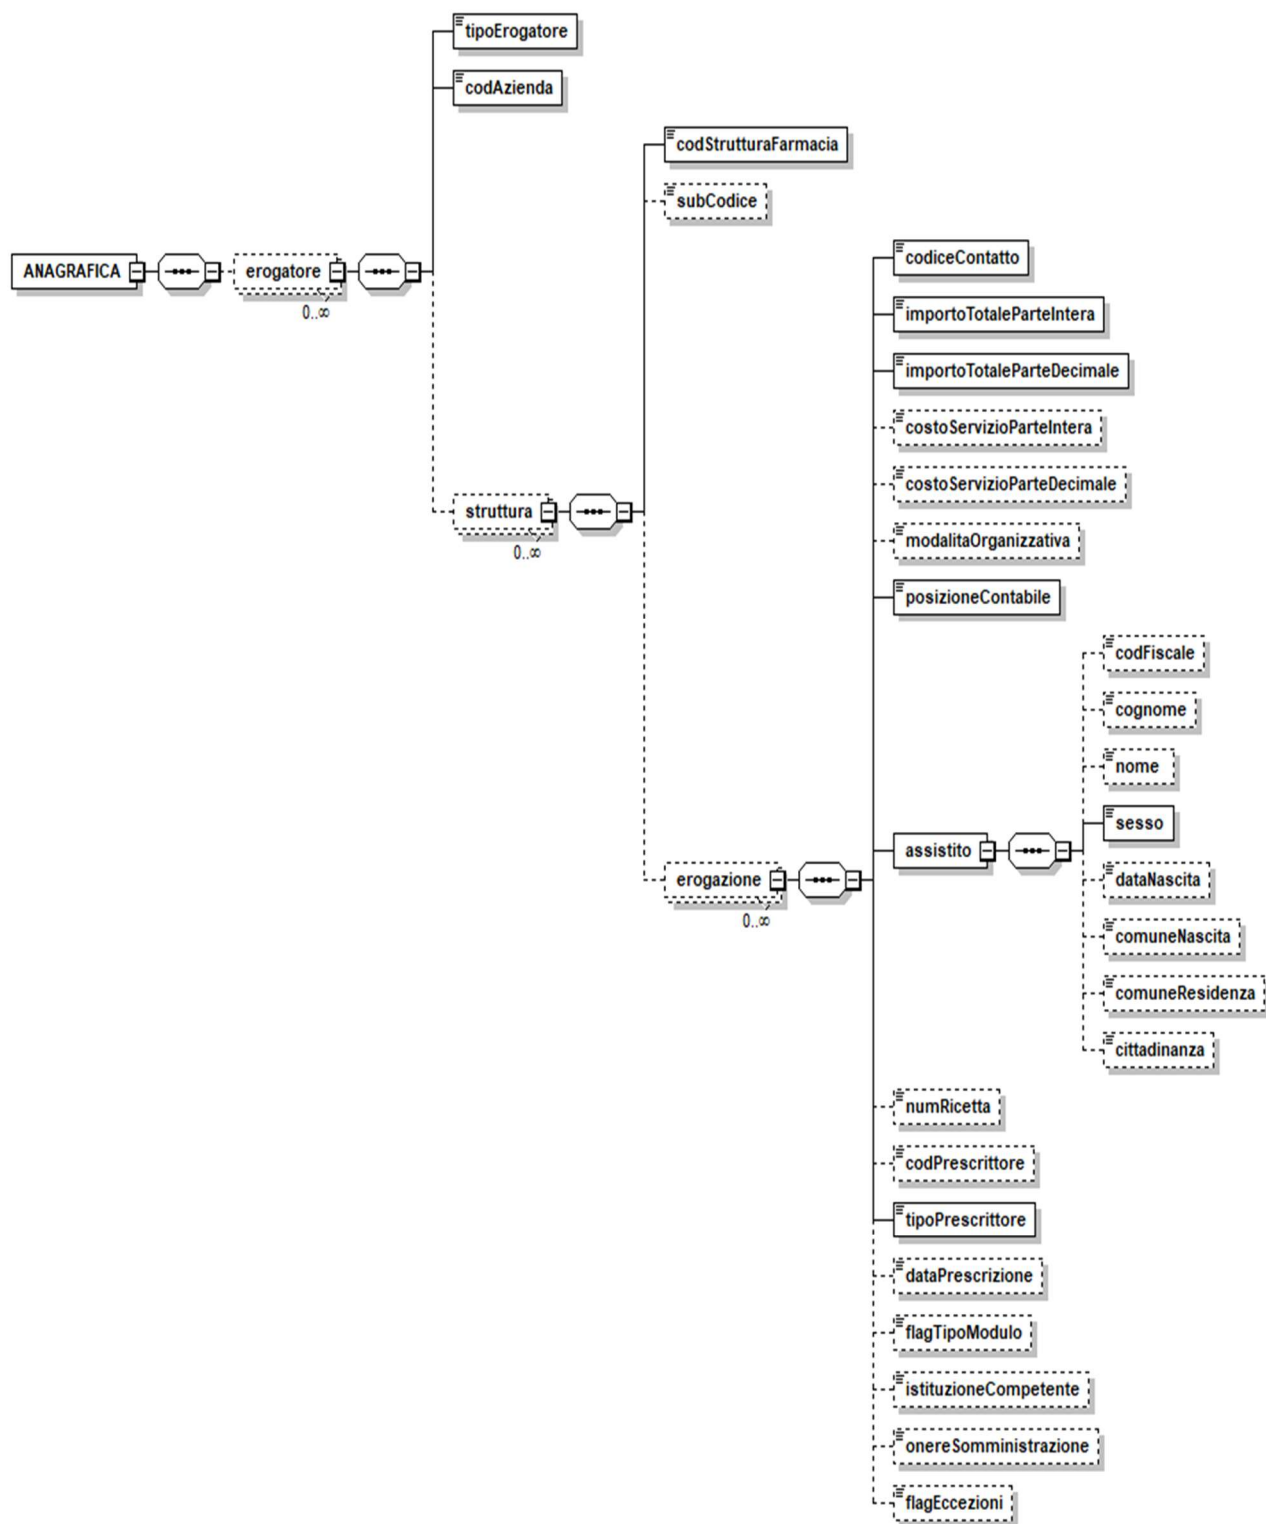 tipoErogatore
codAzienda
codStrutturaFarmacia
subCodice
ANAGRAFICA
erogatore
0..∞
codiceContatto
importoTotaleParteIntera
importoTotaleParteDecimale
costoServizioParteIntera
costoServizioParteDecimale
struttura
0..∞
modalitaOrganizzativa
posizioneContabile
codFiscale
cognome
nome
sesso
assistito
erogazione
0..∞
dataNascita
comuneNascita
comuneResidenza
cittadinanza
numRicetta
codPrescrittore
tipoPrescrittore
dataPrescrizione
flagTipoModulo
istituzioneCompetente
onereSomministrazione
flagEccezioni